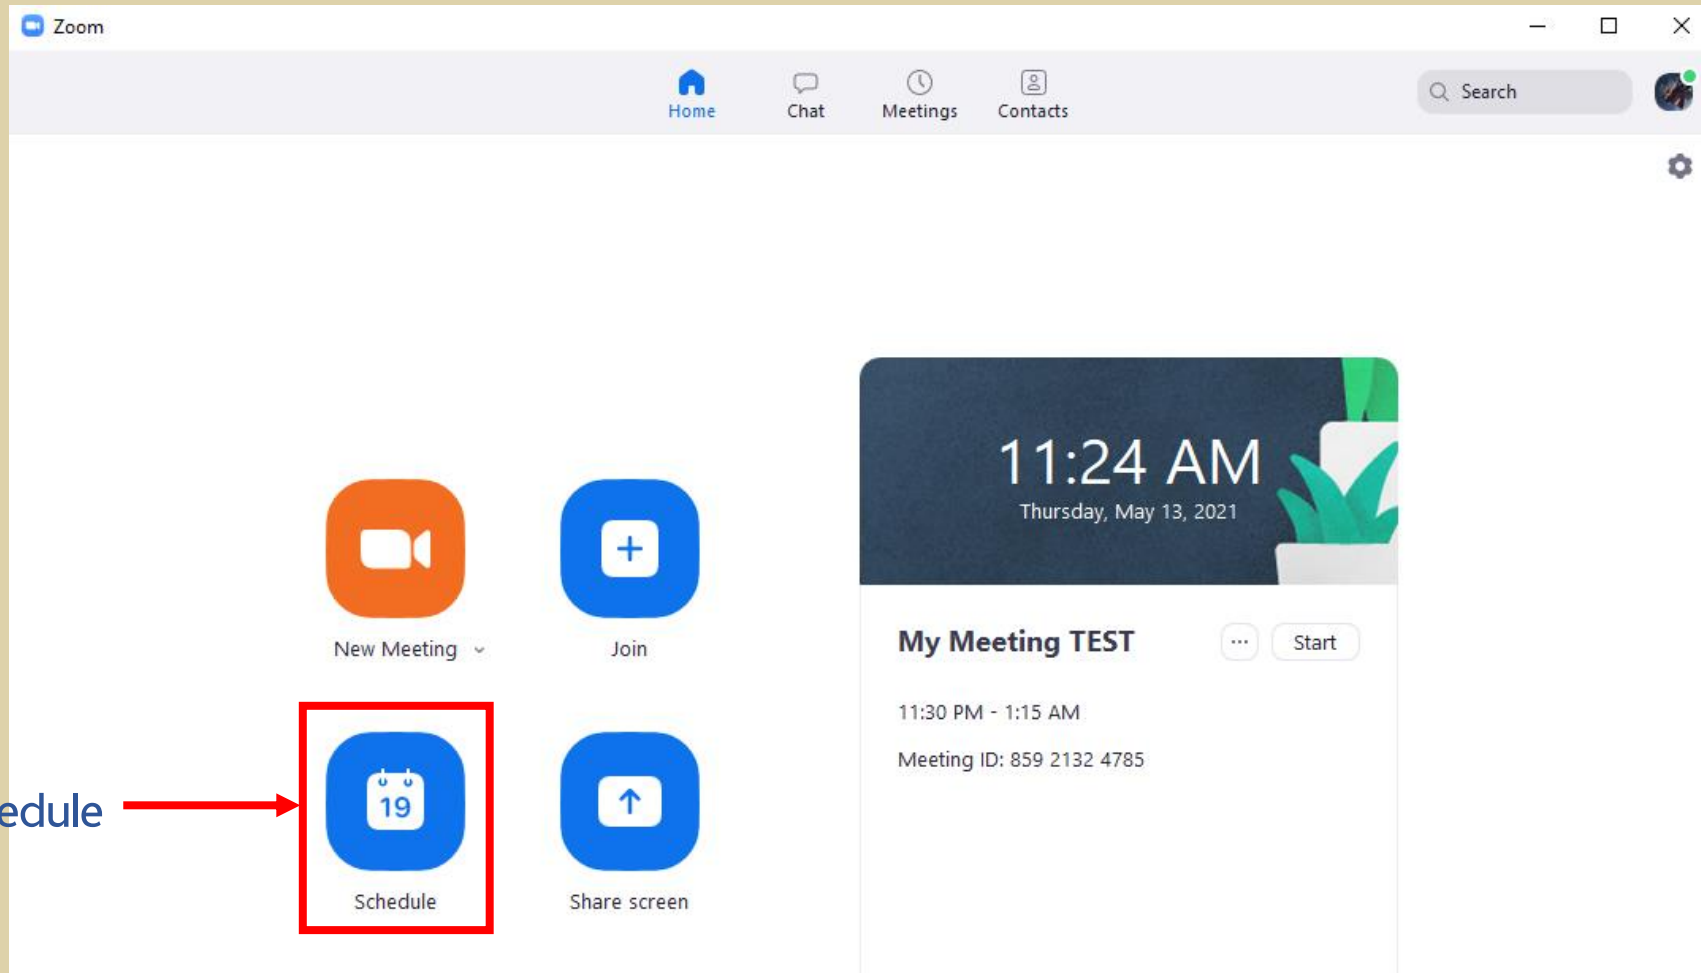 Zoom
Home
Chat
Meetings
Contacts
Search
11:24 AM
Thursday, May 13, 2021
New Meeting
Join
My Meeting TEST
Start
11:30 PM - 1:15 AM
Meeting ID: 859 2132 4785
19
edule
Schedule
Share screen